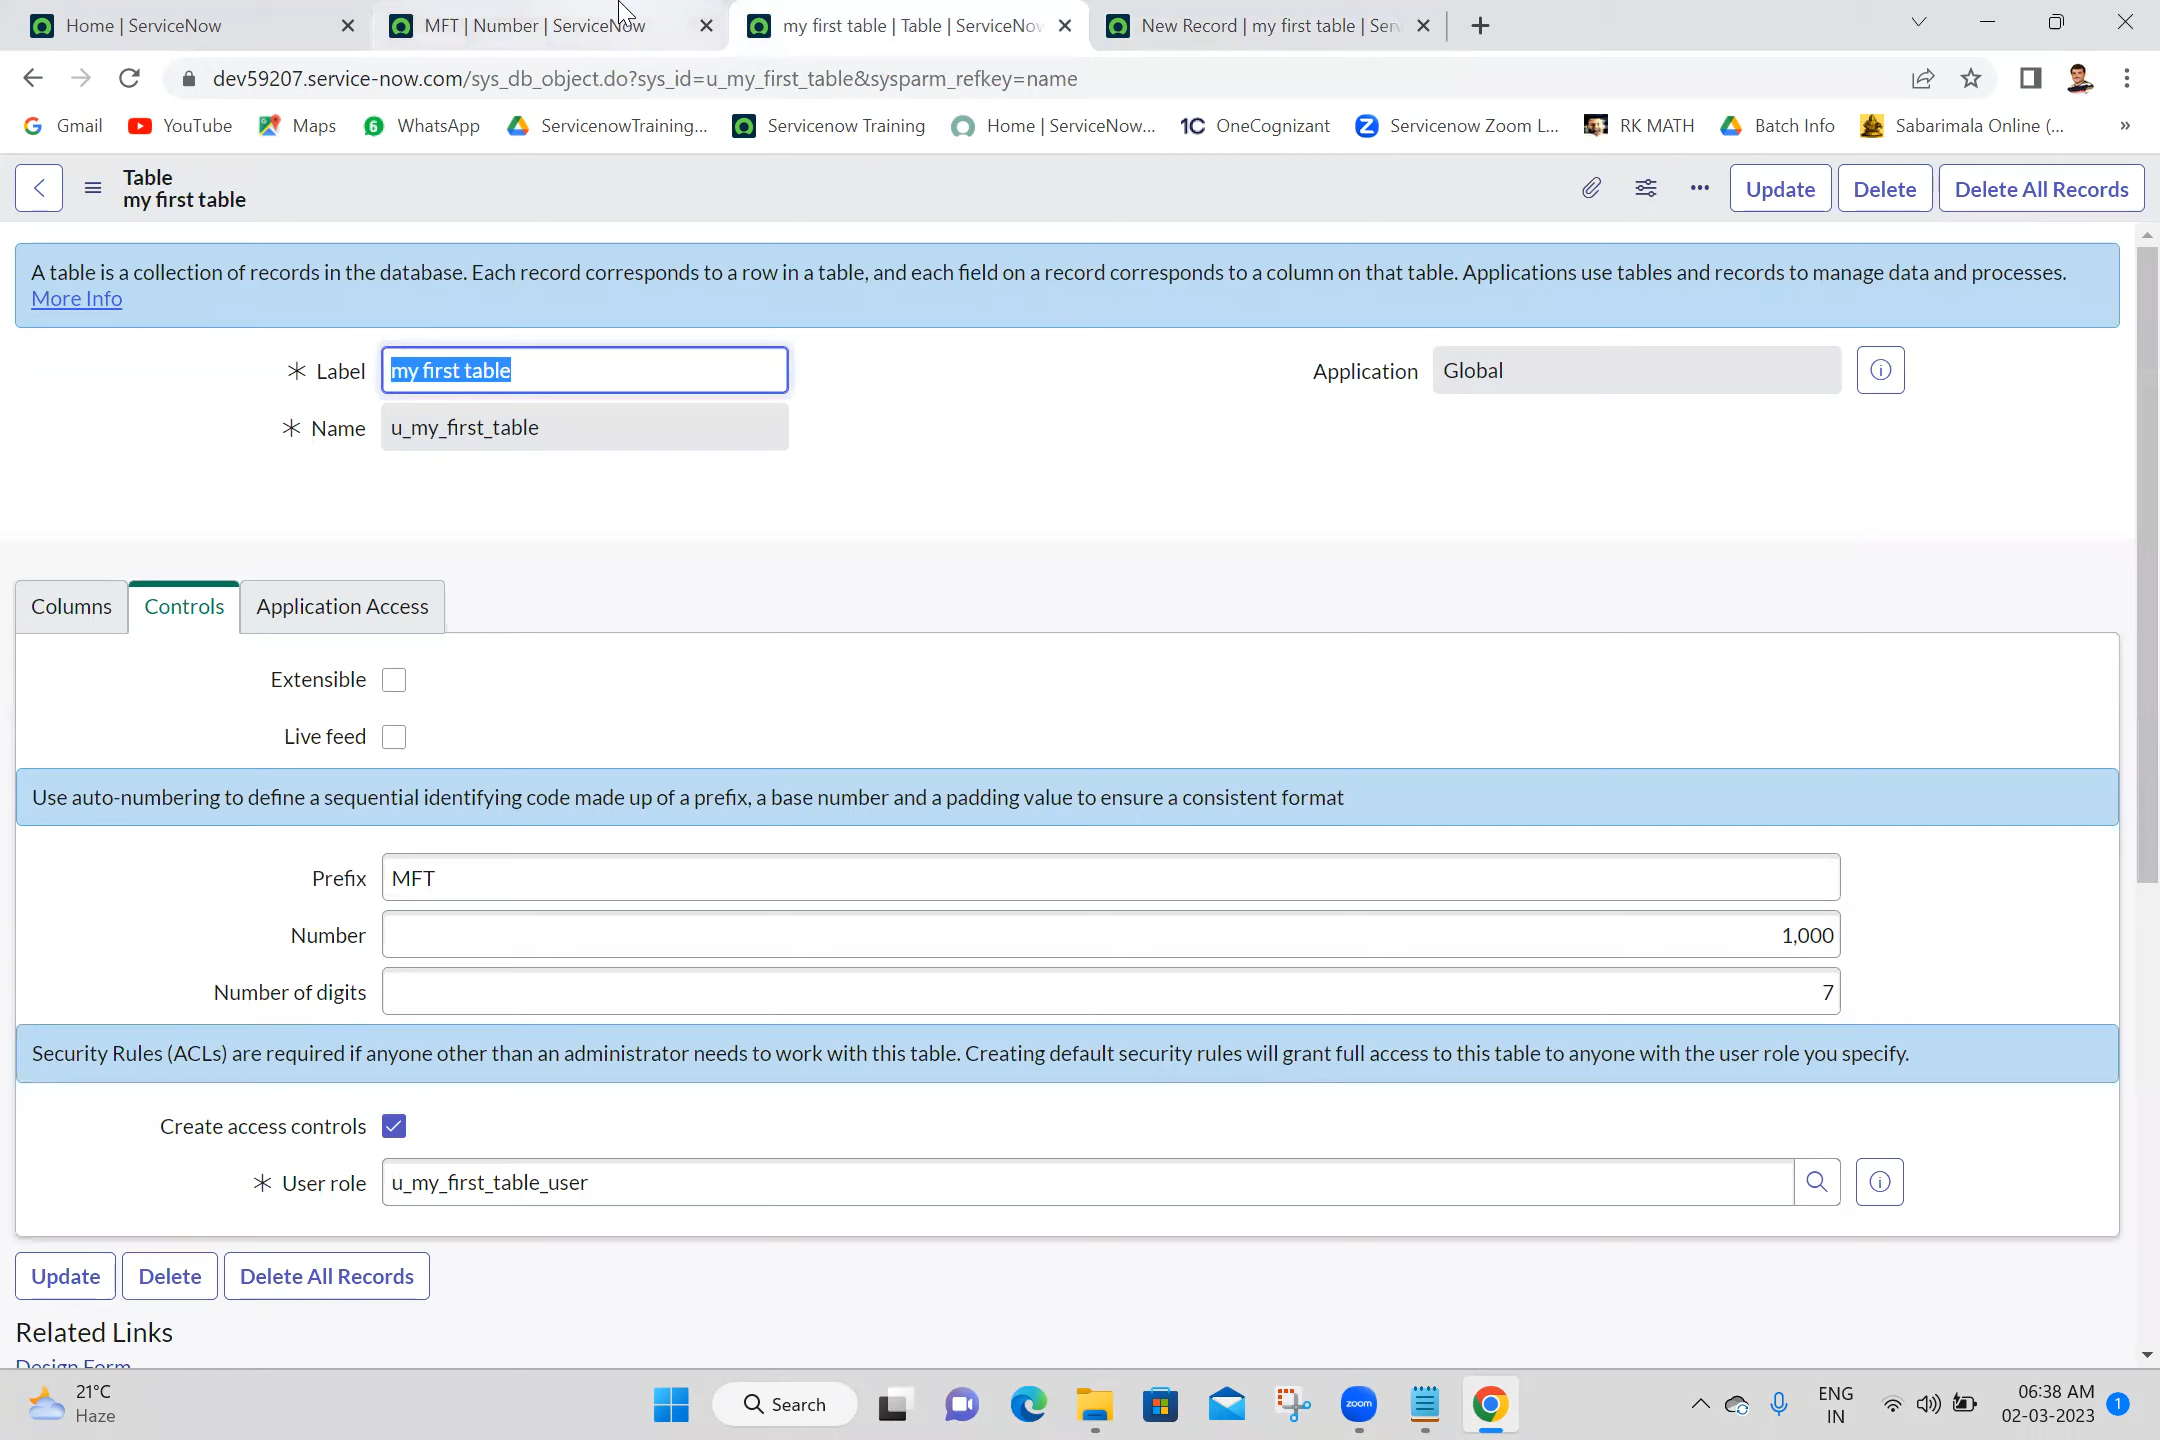 Home | ServiceNow
MFT | Number | ServiceNow
my first table | Table | ServiceNow
New Record | my first table | Ser
dev59207.service-now.com/sys_db_object.do?sys_id=u_my_first_table&sysparm_refkey=name
Gmail
YouTube
Maps
WhatsApp
ServicenowTraining...
Servicenow Training
Home | ServiceNow...
1C OneCognizant
Servicenow Zoom L...
RK MATH
Batch Info
Sabarimala Online (...
»
Table
my first table
Update
Delete
Delete All Records
A table is a collection of records in the database. Each record corresponds to a row in a table, and each field on a record corresponds to a column on that table. Applications use tables and records to manage data and processes.
More Info
Label
my first table
Application
Global
Name
u_my_first_table
Columns
Controls
Application Access
Extensible
Live feed
Use auto-numbering to define a sequential identifying code made up of a prefix, a base number and a padding value to ensure a consistent format
Prefix
MFT
Number
1,000
Number of digits
7
Security Rules (ACLs) are required if anyone other than an administrator needs to work with this table. Creating default security rules will grant full access to this table to anyone with the user role you specify.
Create access controls
User role
u_my_first_table_user
Update
Delete
Delete All Records
Related Links
Design Form
21°C
Haze
Search
zoom
ENG
IN
06:38 AM
02-03-2023
1